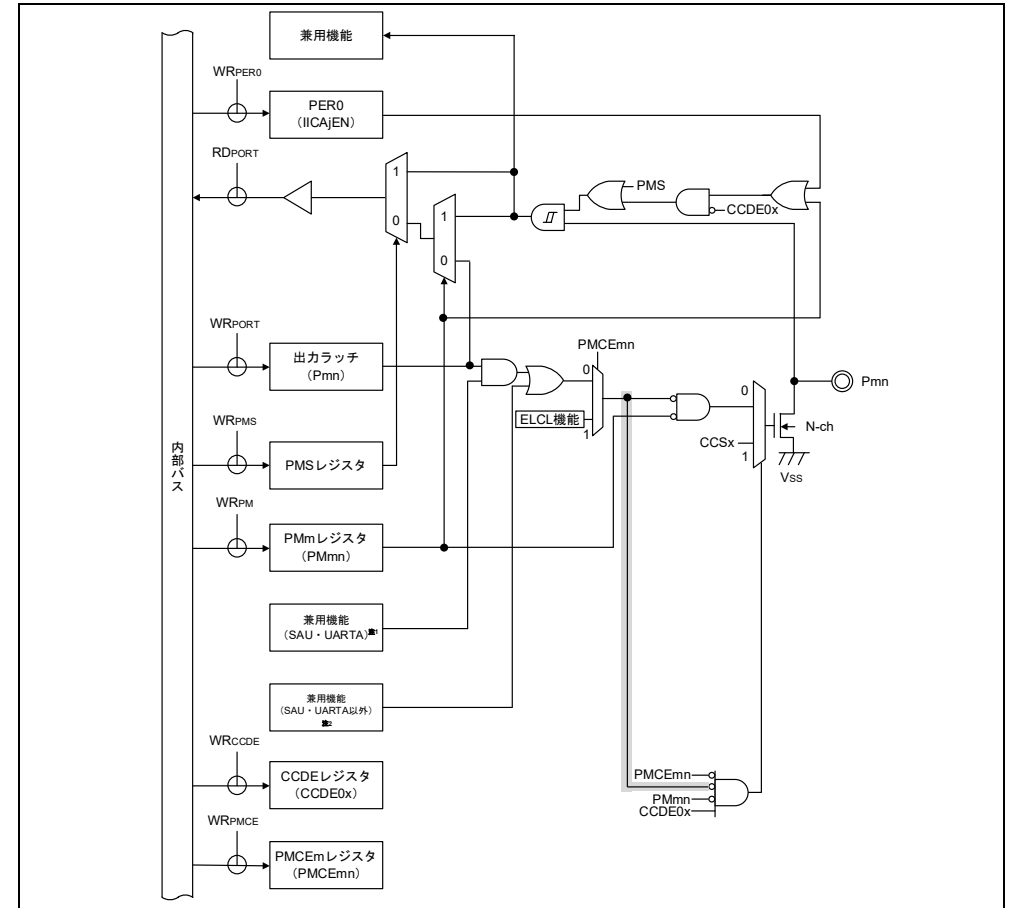 兼用機能
WRPER0
PER0
（IICAjEN）
RDPORT
1
0
1
0
PMS
CCDE0x
WRPORT
出力ラッチ
（Pmn）
PMCEmn
0
ELCL機能
1
0
CCSx
1
Pmn
N-ch
VSS
WRPMS
PMSレジスタ
内部バス
WRPM
PMmレジスタ
（PMmn）
兼用機能
（SAU・UARTA）注1
兼用機能
（SAU・UARTA以外）
注2
WRCCDE
CCDEレジスタ
（CCDE0x）
PMCEmn
PMmn
CCDE0x
WRPMCE
PMCEmレジスタ
（PMCEmn）